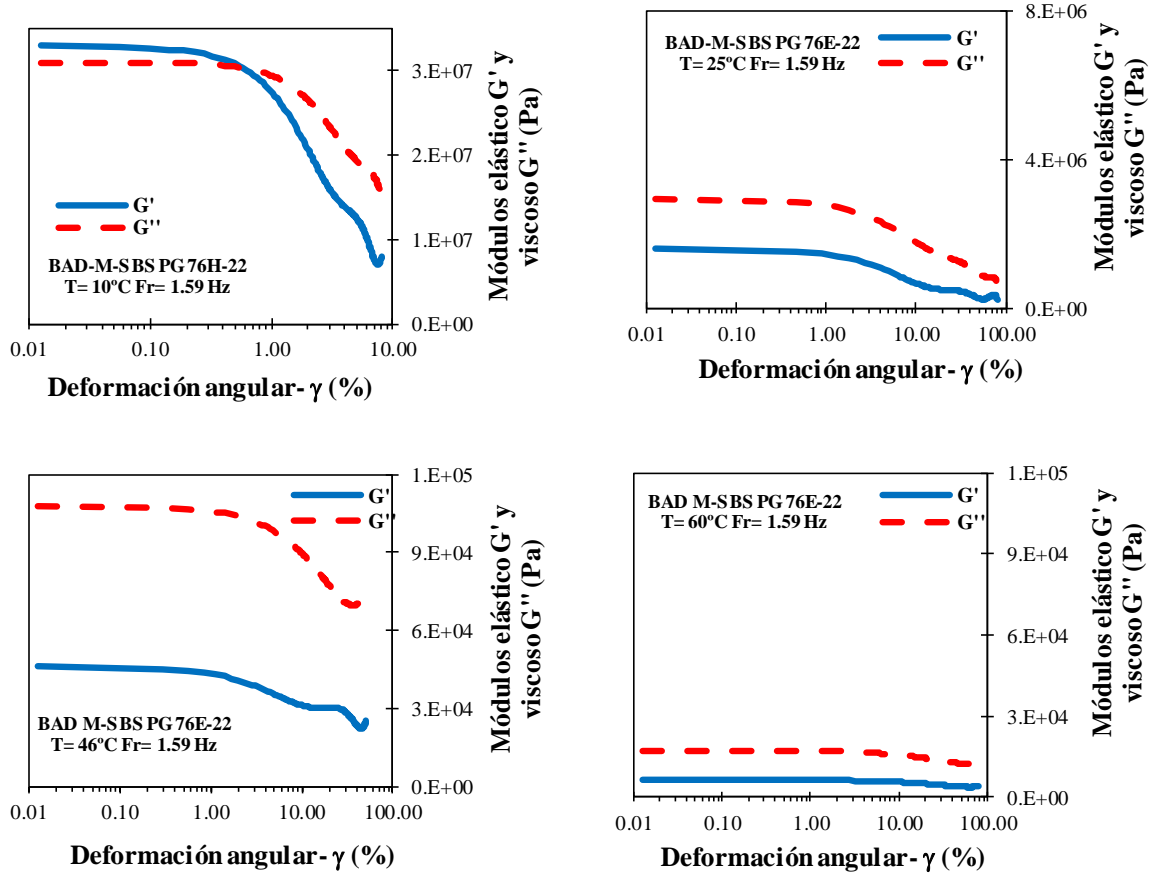 3.E+07
2.E+07
1.E+07
0.E+00
G'
G''
BAD-M-SBS PG 76H-22
T= 10ºC Fr= 1.59 Hz
0.01 0.10 1.00 10.00
Deformación angular- γ (%)
Módulos elástico G' y
viscoso G'' (Pa)
8.E+06
4.E+06
0.E+00
BAD-M-SBS PG 76E-22
T= 25ºC Fr= 1.59 Hz
G'
G''
0.01 0.10 1.00 10.00 100.00
Deformación angular- γ (%)
Módulos elástico G' y
viscoso G'' (Pa)
1.E+05
9.E+04
6.E+04
3.E+04
0.E+00
G'
G''
BAD M-SBS PG 76E-22
T= 46ºC Fr= 1.59 Hz
0.01 0.10 1.00 10.00 100.00
Deformación angular- γ (%)
Módulos elástico G' y
viscoso G'' (Pa)
1.E+05
9.E+04
6.E+04
3.E+04
0.E+00
BAD M-SBS PG 76E-22
T= 60ºC Fr= 1.59 Hz
G'
G''
0.01 0.10 1.00 10.00 100.00
Deformación angular- γ (%)
Módulos elástico G' y
viscoso G'' (Pa)